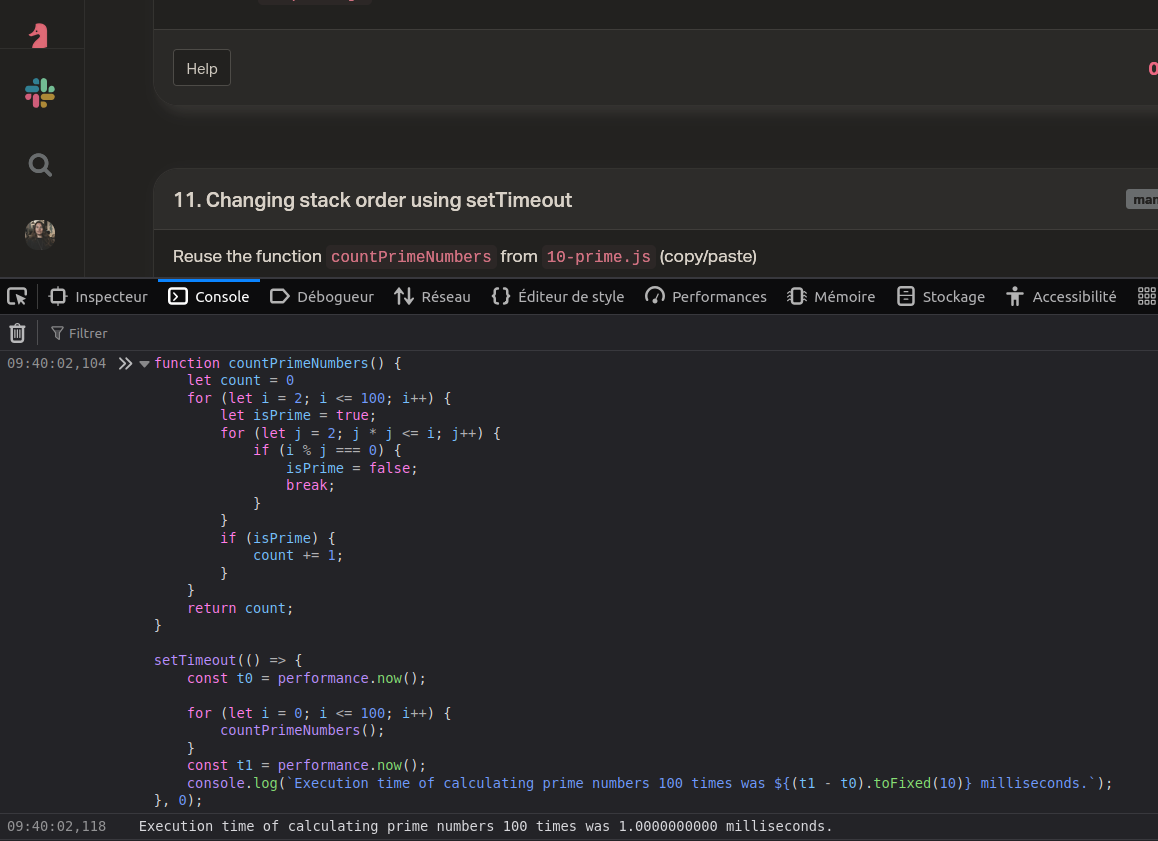 Help
0
11. Changing stack order using setTimeout
man
Reuse the function countPrimeNumbers from 10-prime.js (copy/paste)
Inspecteur Console Débogueur Réseau Éditeur de style Performances Mémoire Stockage Accessibilité
Filtrer
09:40:02,104 function countPrimeNumbers() {
let count = 0
for (let i = 2; i <= 100; i++) {
let isPrime = true;
for (let j = 2; j * j <= i; j++) {
if (i % j === 0) {
isPrime = false;
break;
}
}
if (isPrime) {
count += 1;
}
}
return count;
}
setTimeout(() => {
const t0 = performance.now();
for (let i = 0; i <= 100; i++) {
countPrimeNumbers();
}
const t1 = performance.now();
console.log(`Execution time of calculating prime numbers 100 times was ${(t1 - t0).toFixed(10)} milliseconds.`);
}, 0);
09:40:02,118 Execution time of calculating prime numbers 100 times was 1.0000000000 milliseconds.